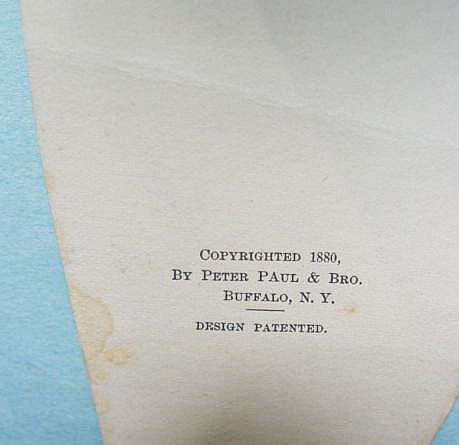 COPYRIGHTED 1880,
BY PETER PAUL & BRO.
BUFFALO, N. Y.
DESIGN PATENTED.